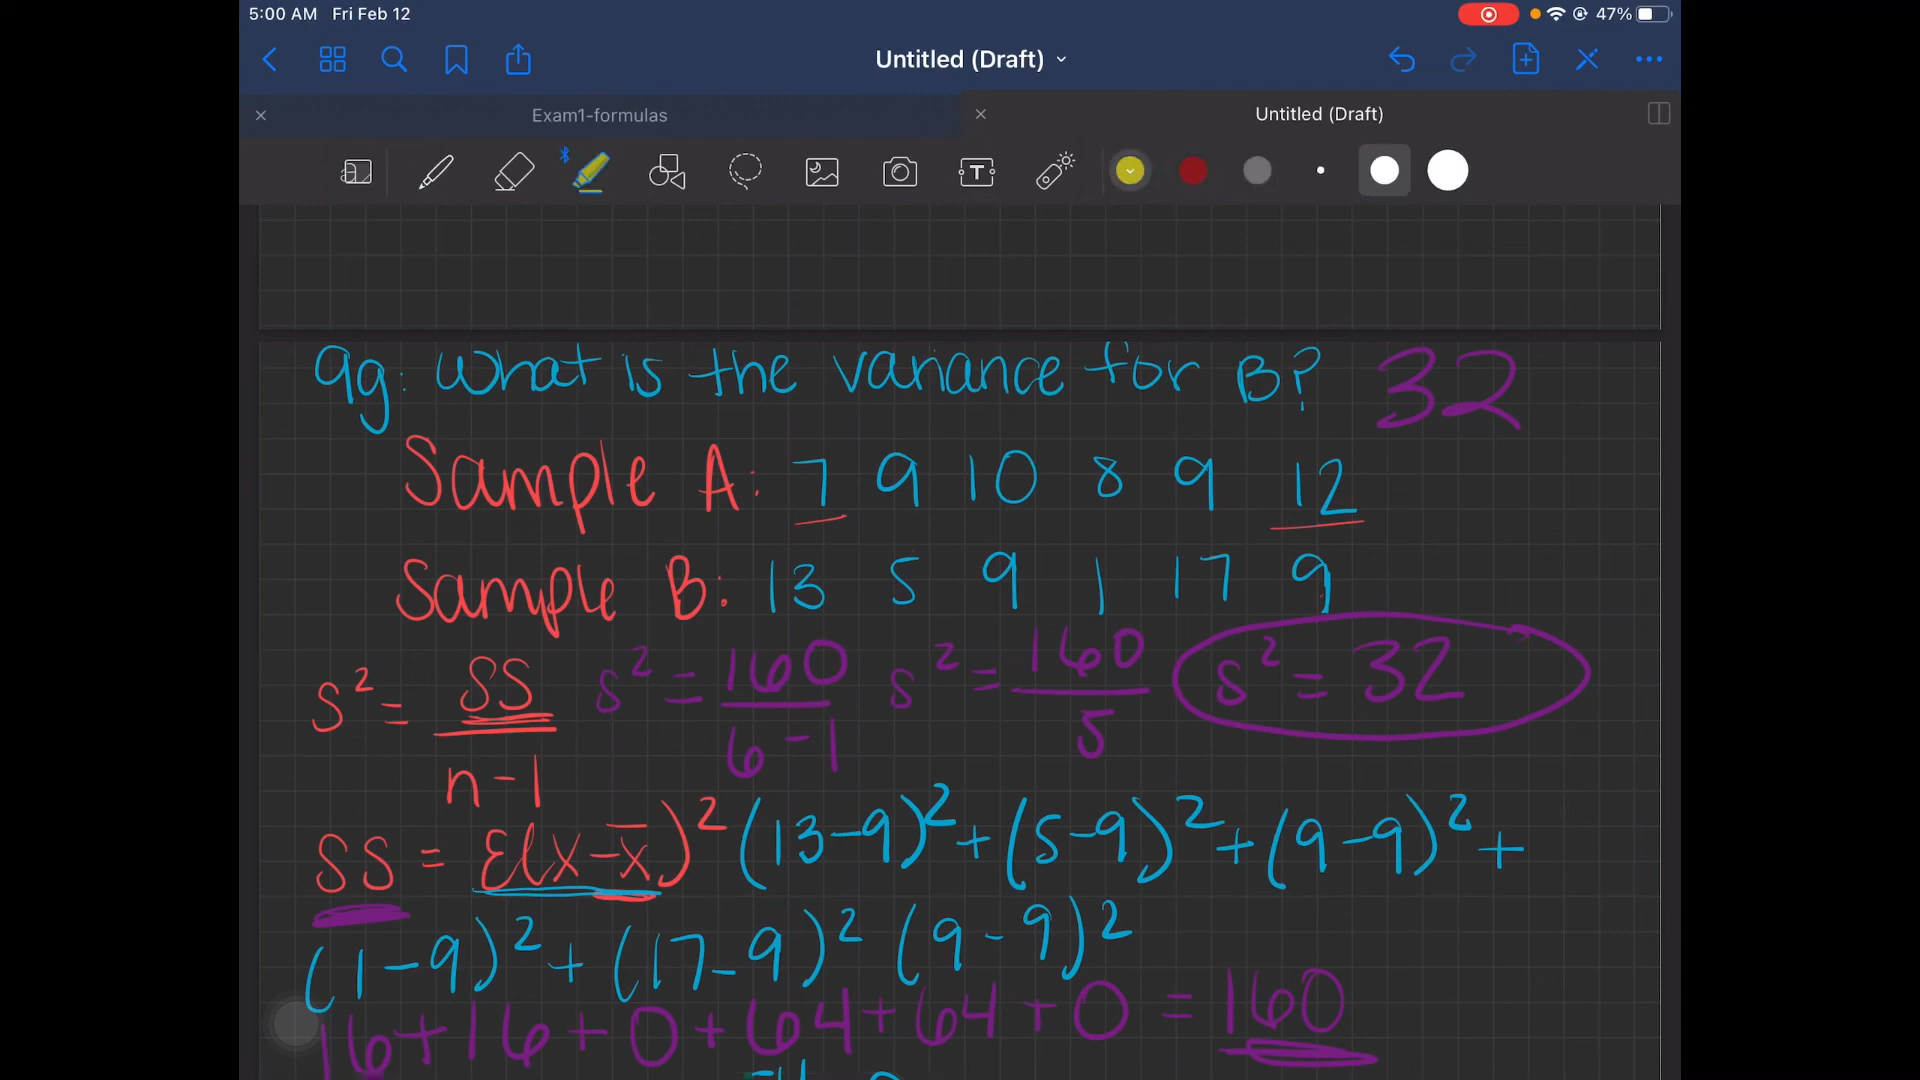 5:00 AM Fri Feb 12
47%
Untitled (Draft)
Exam1-formulas
Untitled (Draft)
T
9g: What is the variance for B? 32
Sample A: 7 9 10 8 9 12
Sample B: 13 5 9 1 17 9
s² = SS / n-1 s² = 160 / 6-1 s² = 160 / 5 s² = 32
SS = Σ(x-x̄)² (13-9)² + (5-9)² + (9-9)² +
(1-9)² + (17-9)² (9-9)²
16+16+0+64+64+0 = 160